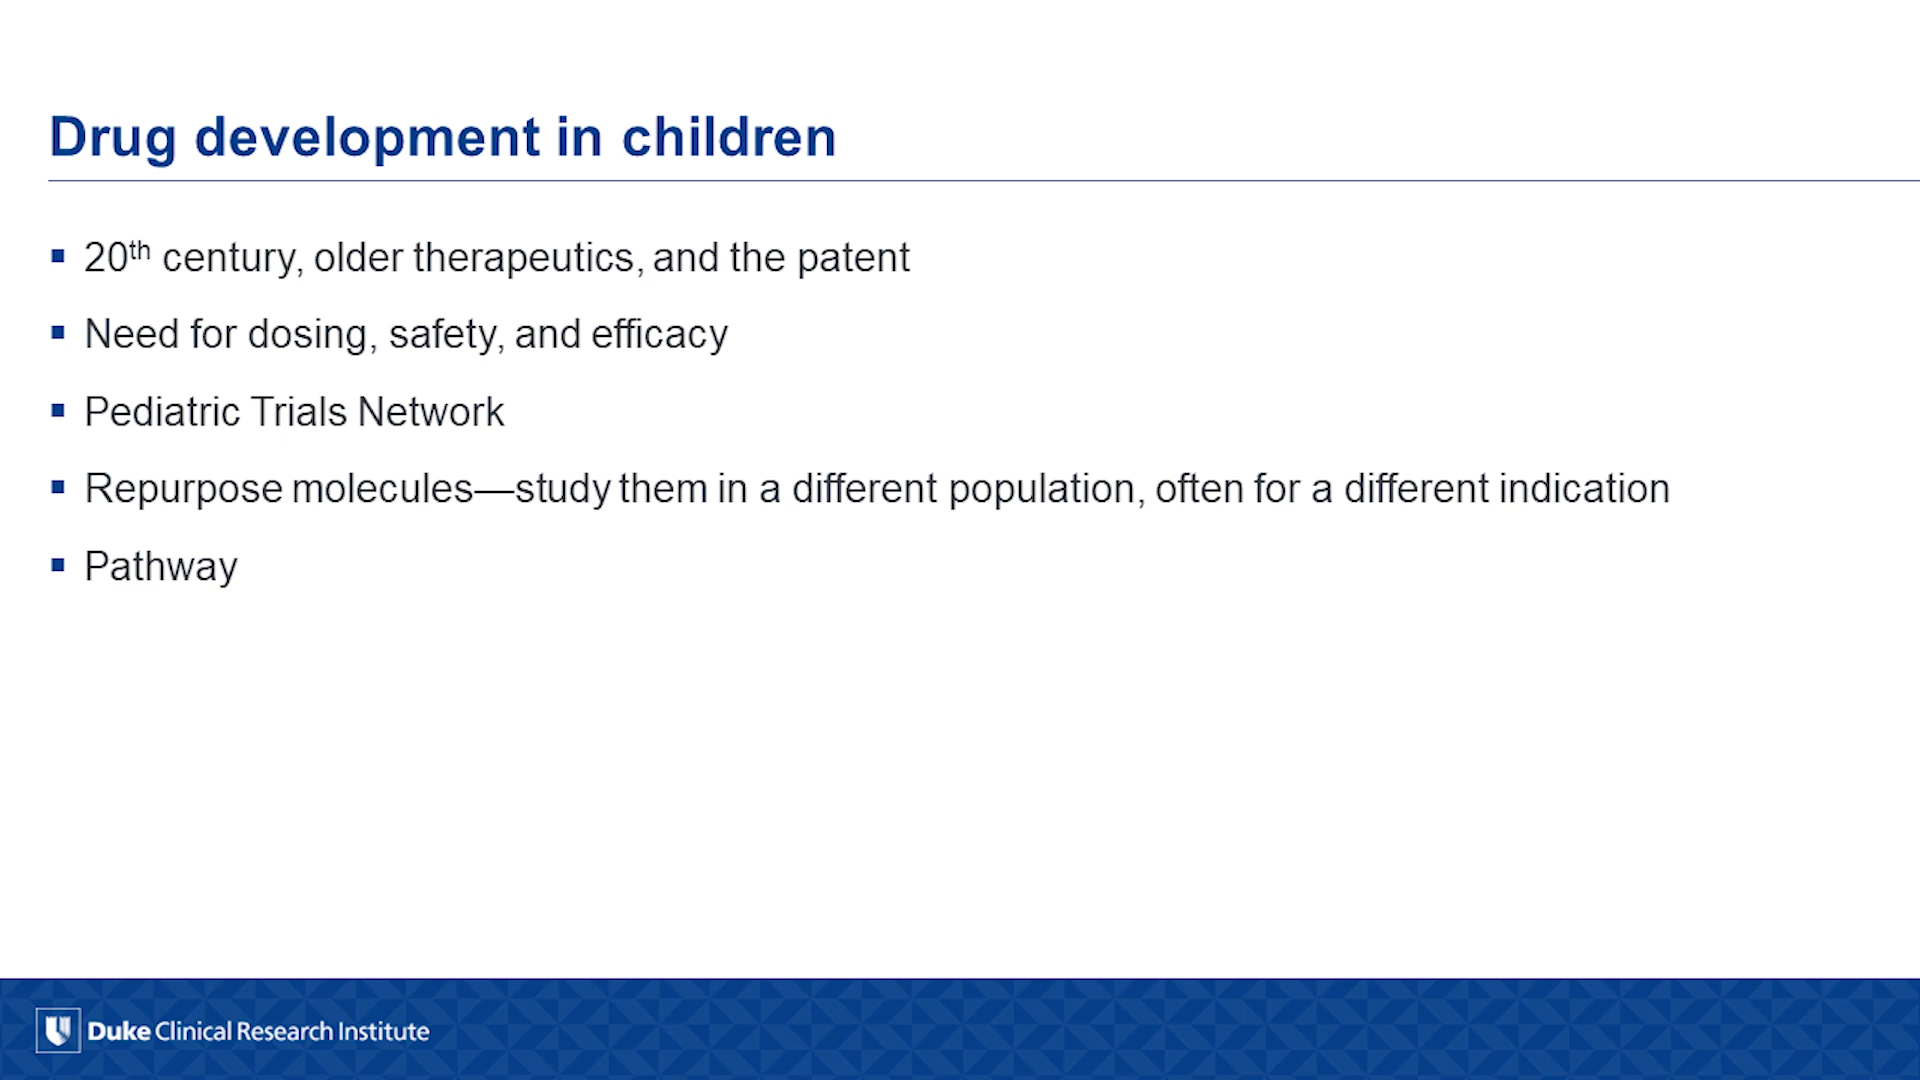 Drug development in children
20th century, older therapeutics, and the patent
Need for dosing, safety, and efficacy
Pediatric Trials Network
Repurpose molecules—study them in a different population, often for a different indication
Pathway
Duke Clinical Research Institute